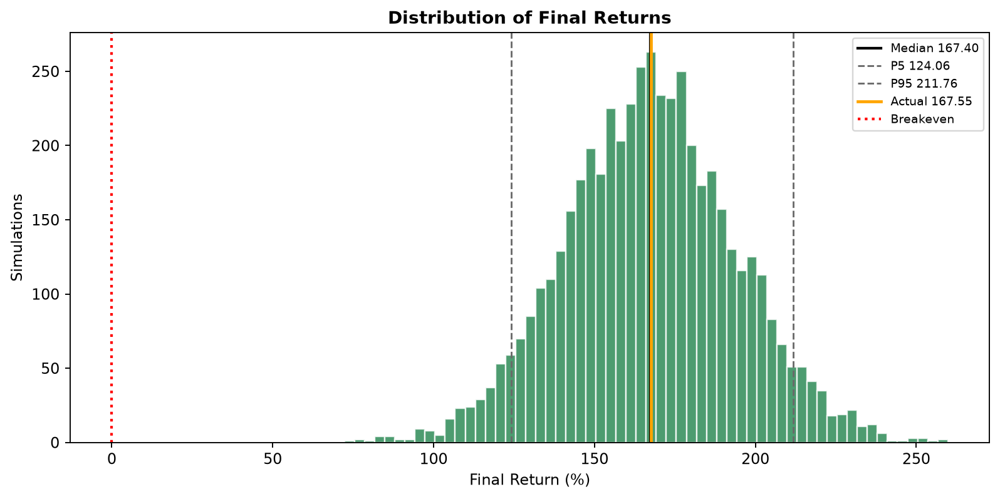 Distribution of Final Returns
Median 167.40
P5 124.06
P95 211.76
Actual 167.55
Breakeven
250
200
150
100
50
0
Simulations
0 50 100 150 200 250
Final Return (%)